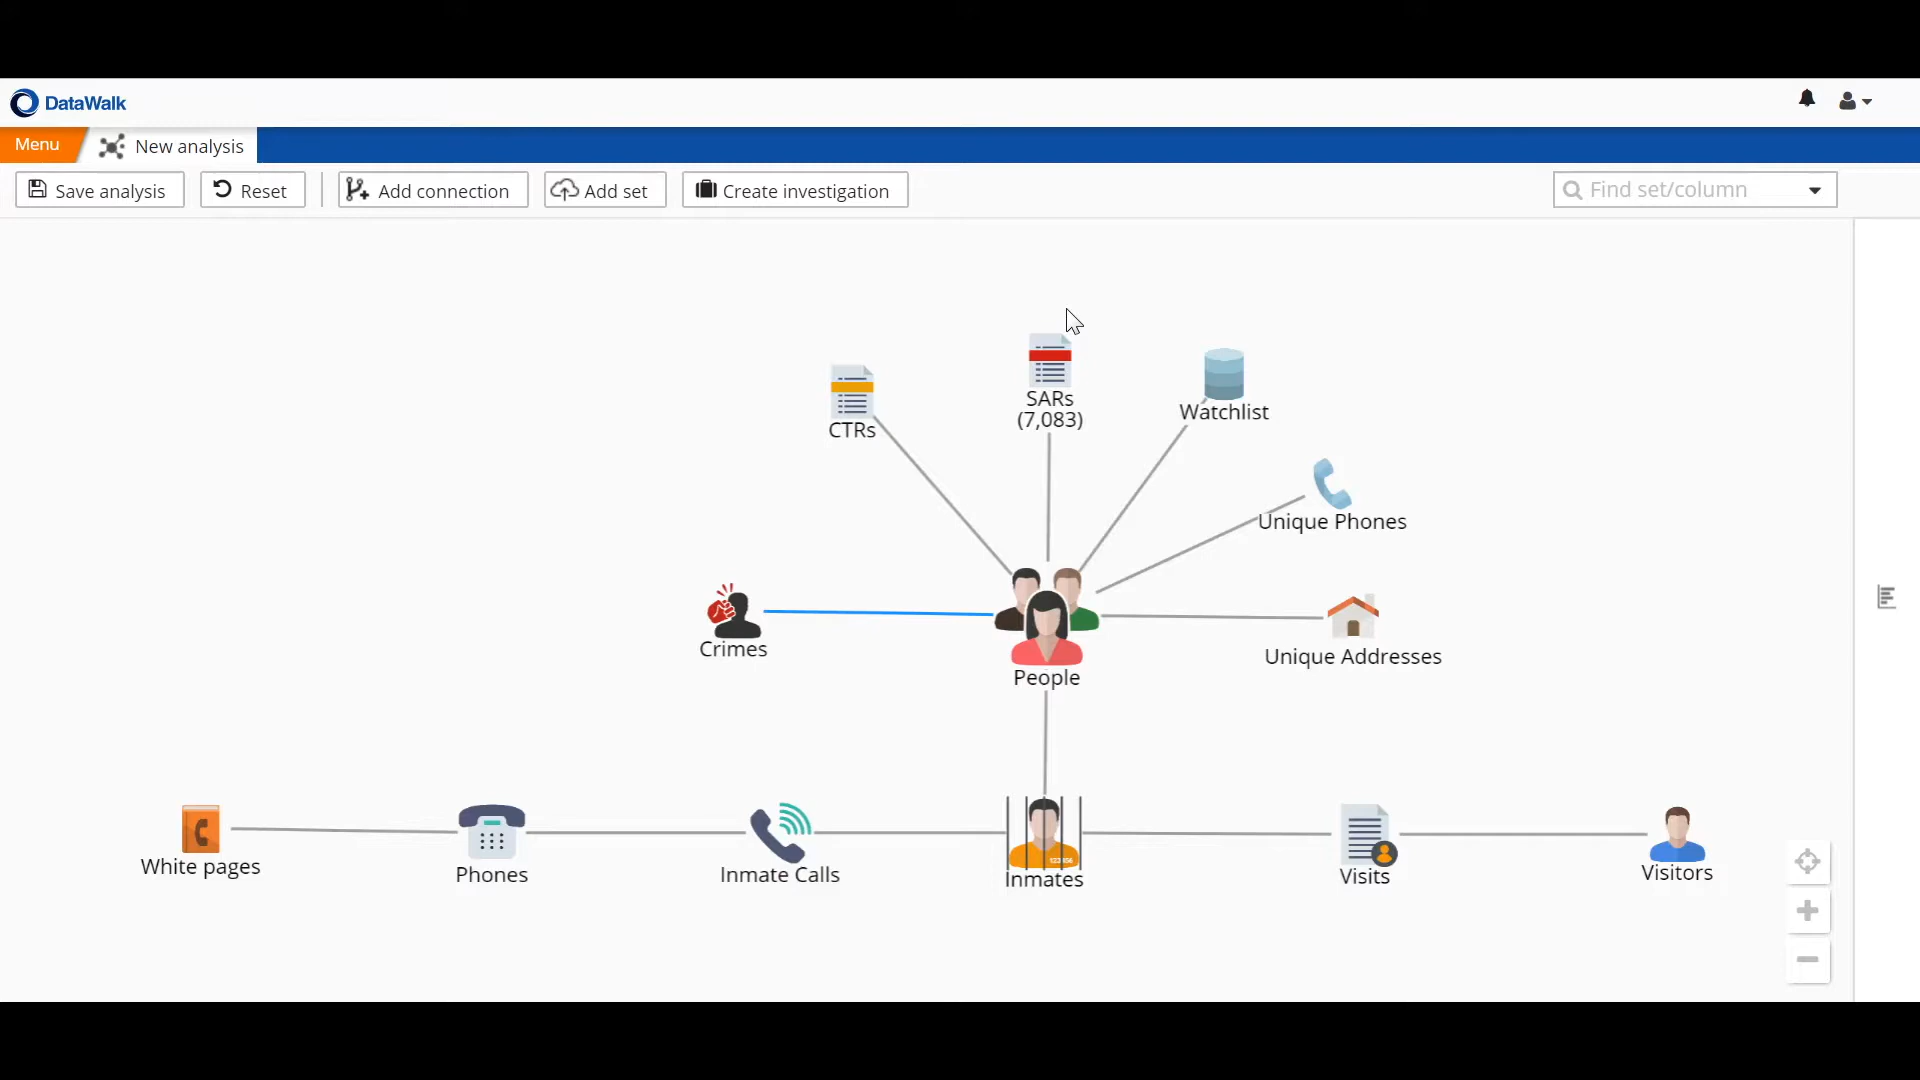 DataWalk
Menu
New analysis
Save analysis
Reset
Add connection
Add set
Create investigation
Find set/column
SARs
(7,083)
CTRs
Watchlist
Unique Phones
Crimes
People
Unique Addresses
White pages
Phones
Inmate Calls
Inmates
Visits
Visitors